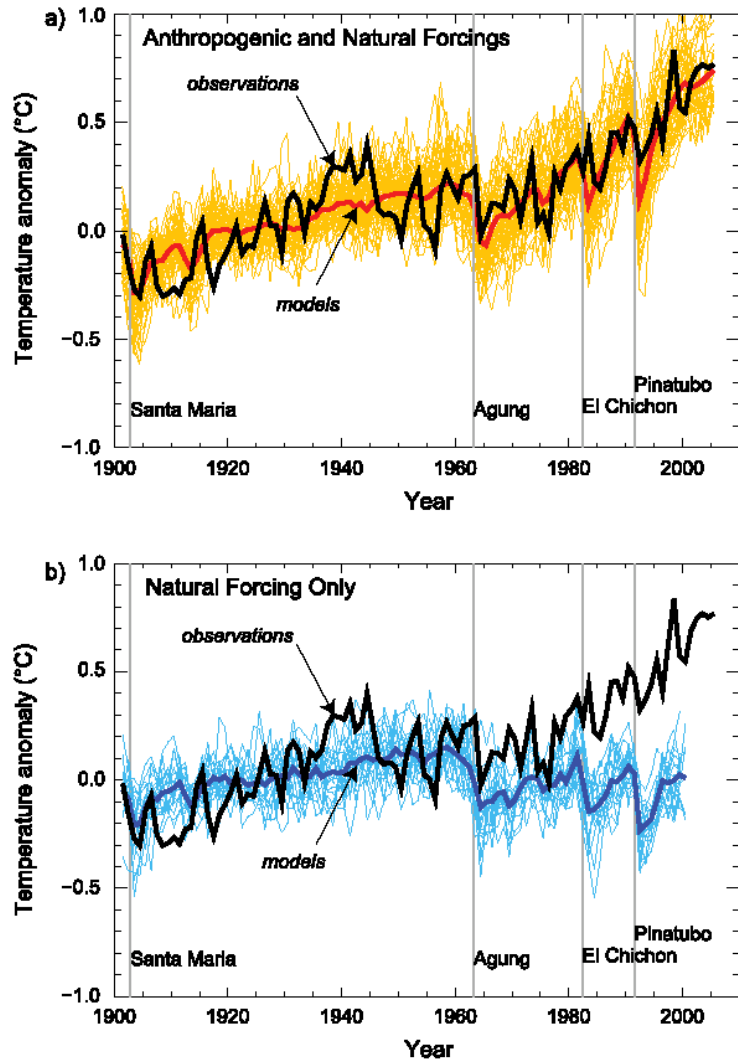 a)
Anthropogenic and Natural Forcings
observations
models
Temperature anomaly (°C)
1.0
0.5
0.0
−0.5
−1.0
Santa Maria
Agung
El Chichon
Pinatubo
1900 1920 1940 1960 1980 2000
Year
b)
Natural Forcing Only
observations
models
Temperature anomaly (°C)
1.0
0.5
0.0
−0.5
−1.0
Santa Maria
Agung
El Chichon
Pinatubo
1900 1920 1940 1960 1980 2000
Year